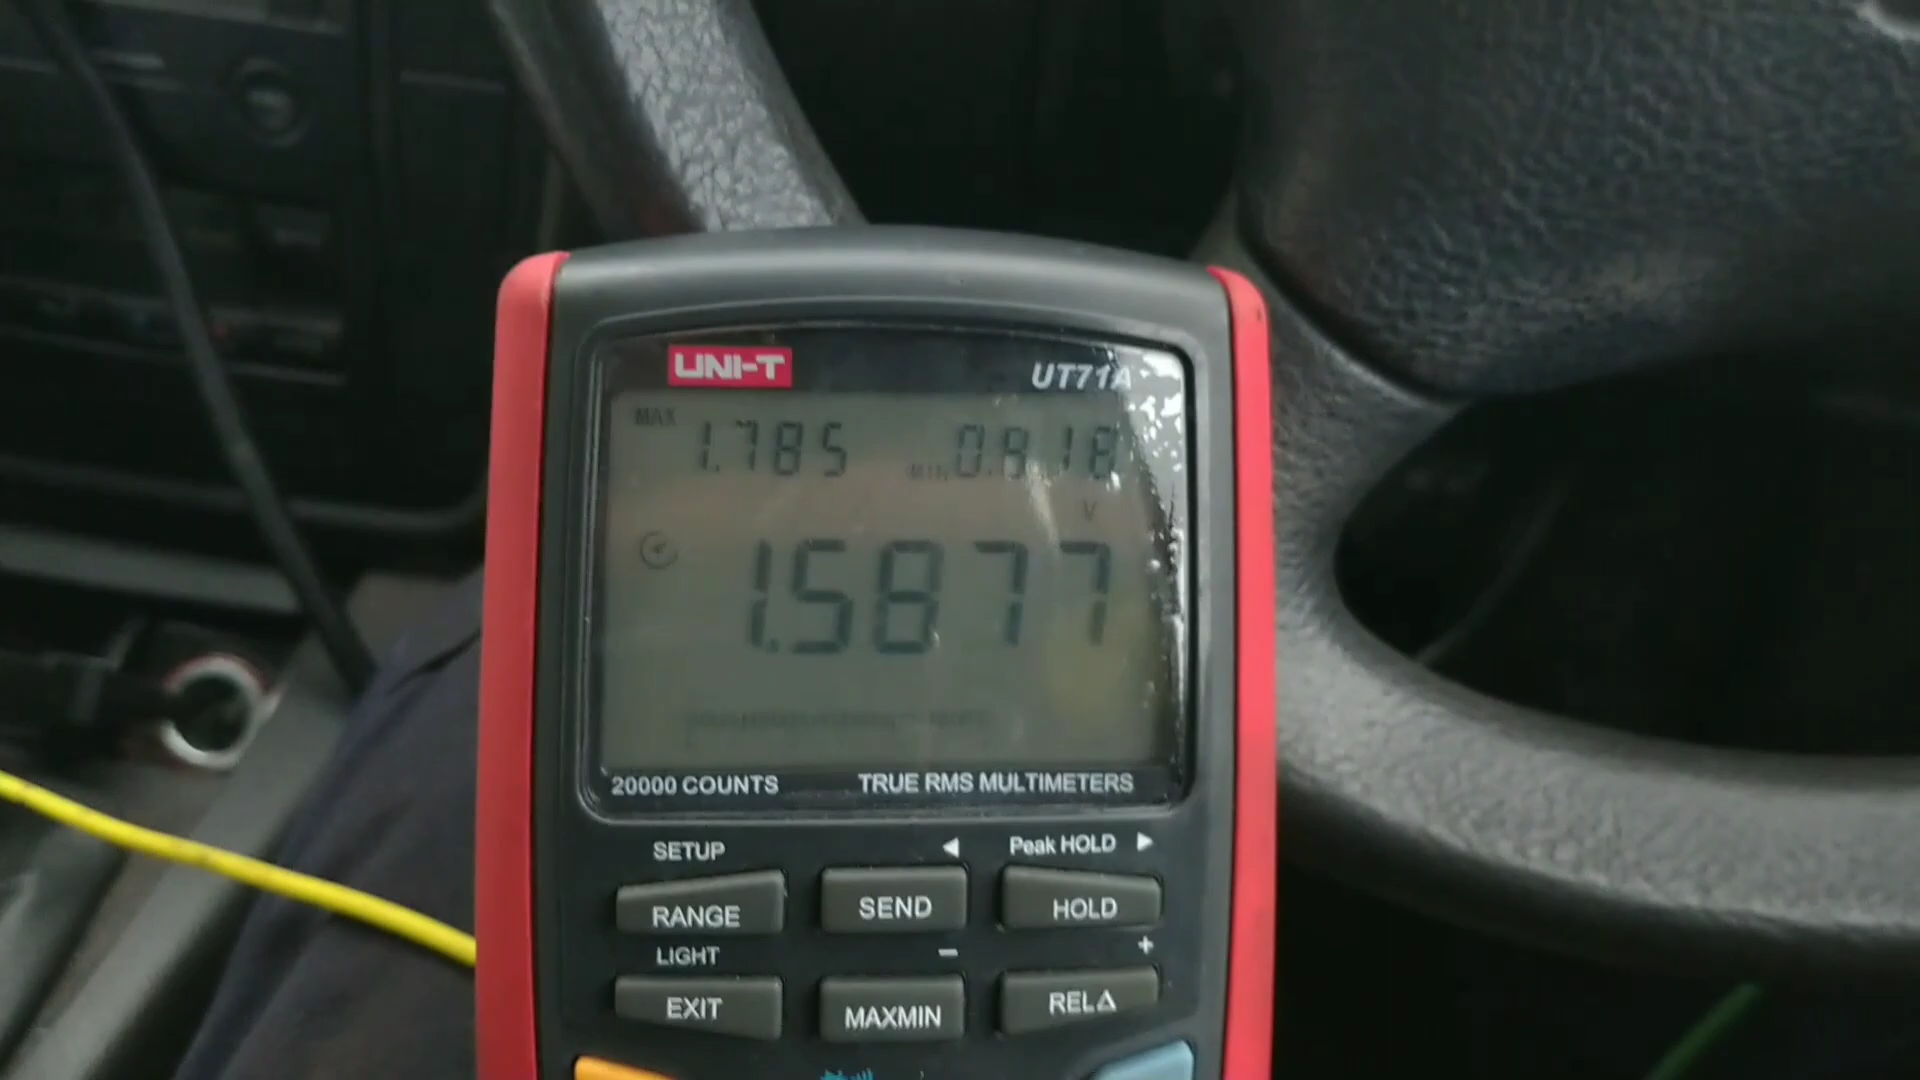 UNI-T UT71A
MAX 1.785 MIN 0.818
V
1.5877
20000 COUNTS TRUE RMS MULTIMETERS
SETUP ◄ Peak HOLD ►
RANGE SEND HOLD
LIGHT − +
EXIT MAXMIN REL△